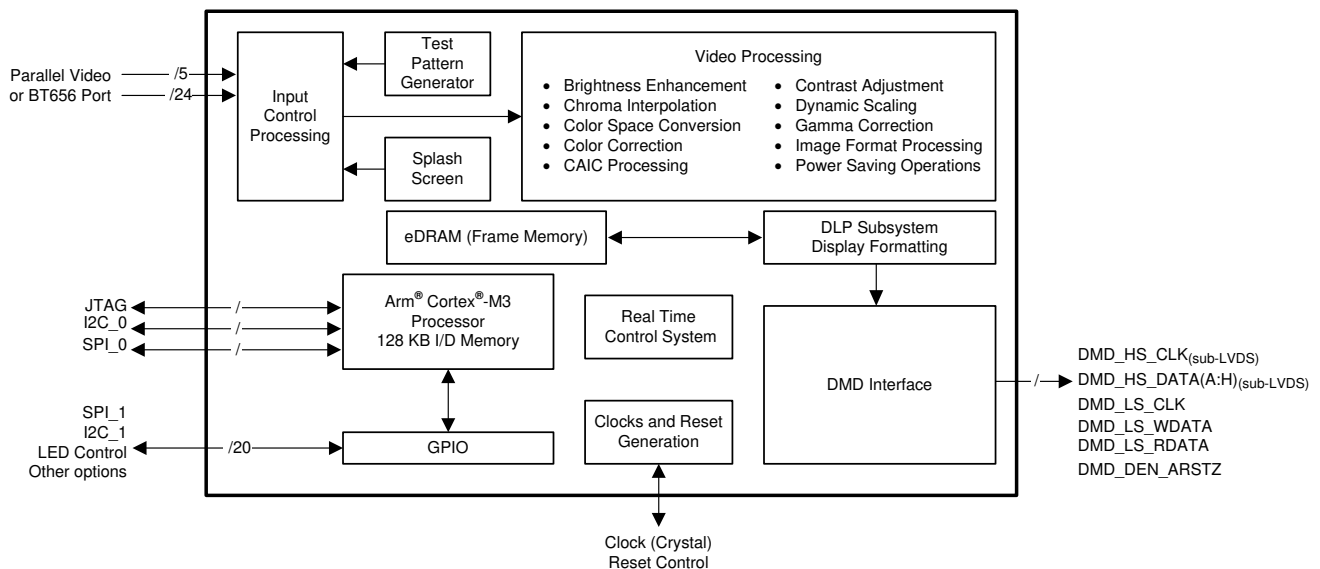 Parallel Video
or BT656 Port
/5
/24
Input
Control
Processing
Test
Pattern
Generator
Splash
Screen
Video Processing
• Brightness Enhancement
• Chroma Interpolation
• Color Space Conversion
• Color Correction
• CAIC Processing
• Contrast Adjustment
• Dynamic Scaling
• Gamma Correction
• Image Format Processing
• Power Saving Operations
eDRAM (Frame Memory)
DLP Subsystem
Display Formatting
JTAG
I2C_0
SPI_0
/
/
/
Arm® Cortex®-M3
Processor
128 KB I/D Memory
Real Time
Control System
DMD Interface
/
DMD_HS_CLK(sub-LVDS)
DMD_HS_DATA(A:H)(sub-LVDS)
DMD_LS_CLK
DMD_LS_WDATA
DMD_LS_RDATA
DMD_DEN_ARSTZ
SPI_1
I2C_1
LED Control
Other options
/20
GPIO
Clocks and Reset
Generation
Clock (Crystal)
Reset Control